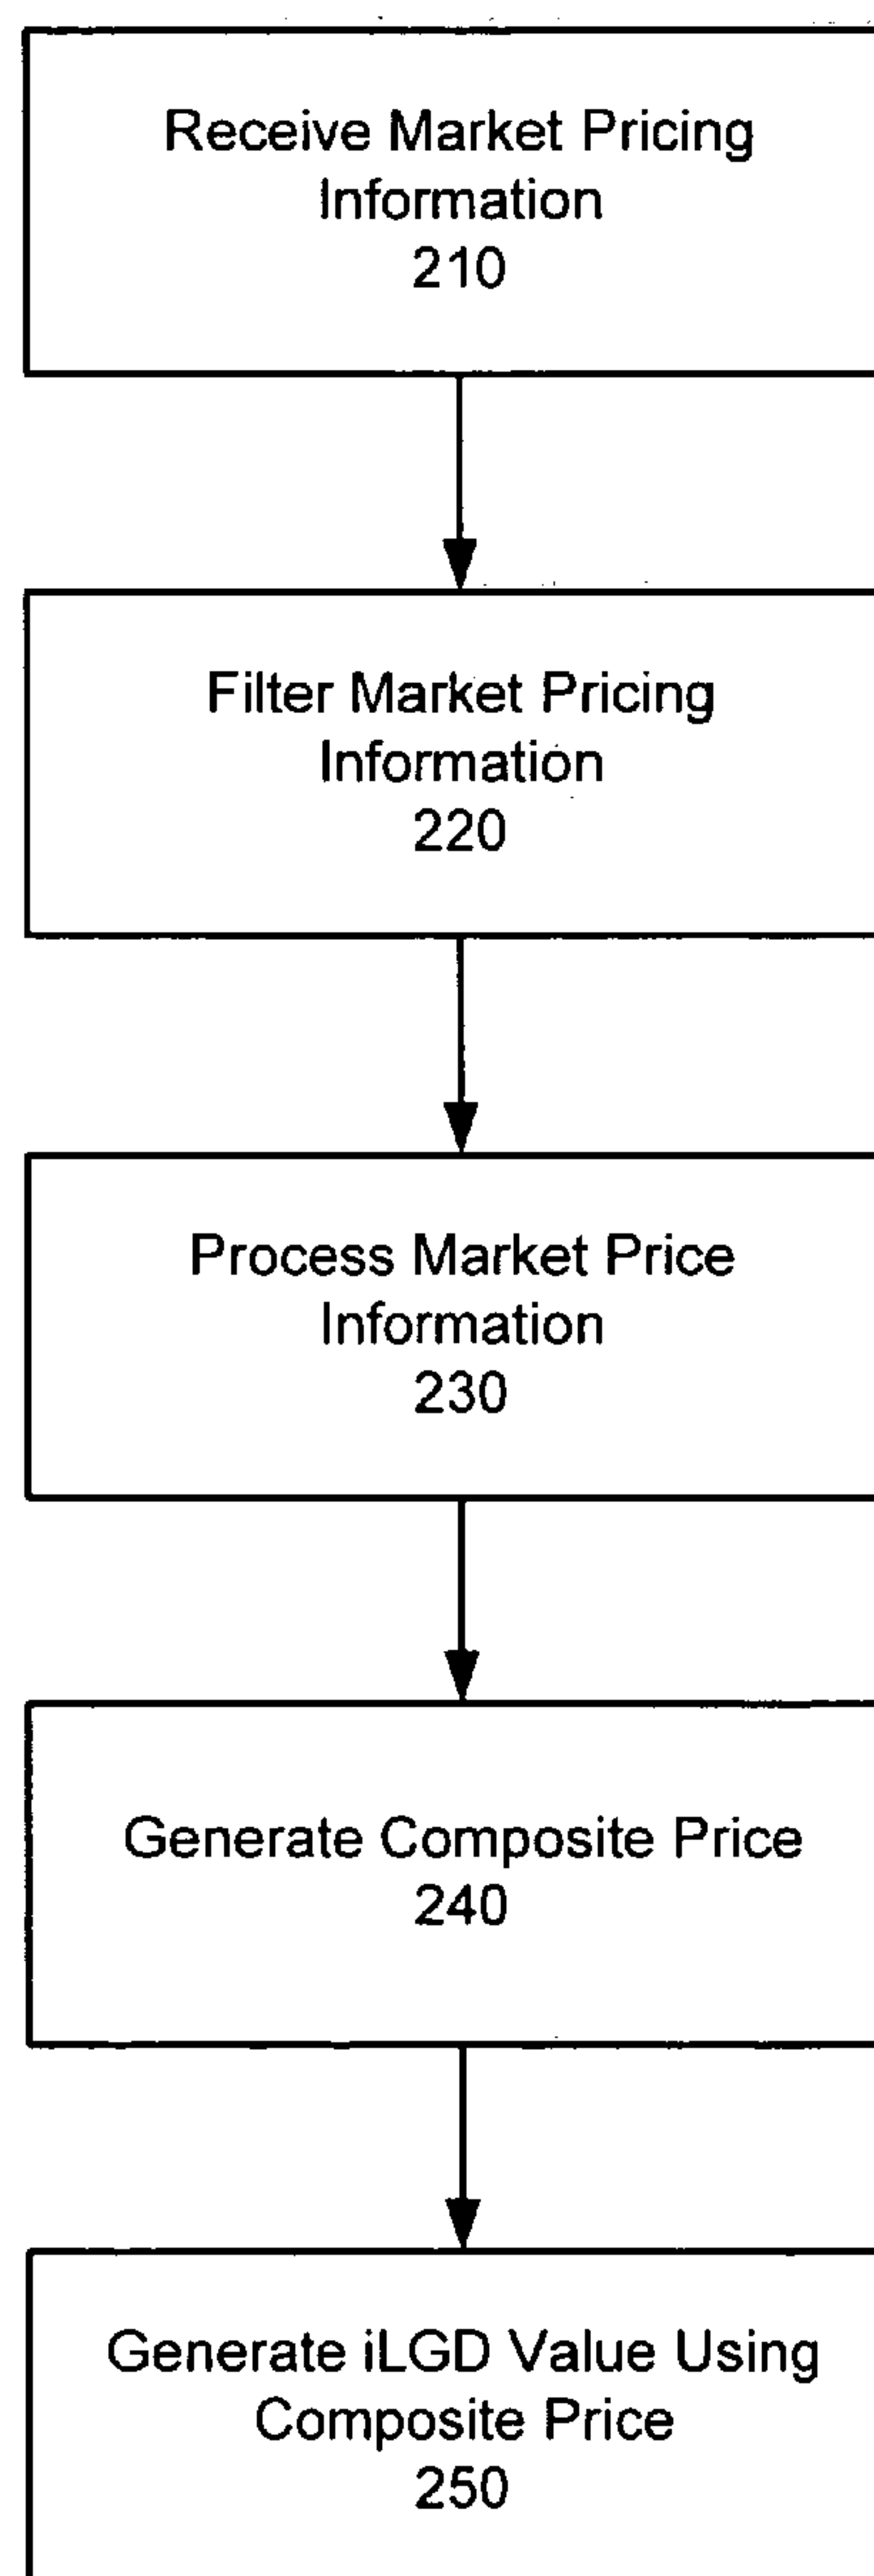 Receive Market Pricing
Information
210
Filter Market Pricing
Information
220
Process Market Price
Information
230
Generate Composite Price
240
Generate iLGD Value Using
Composite Price
250